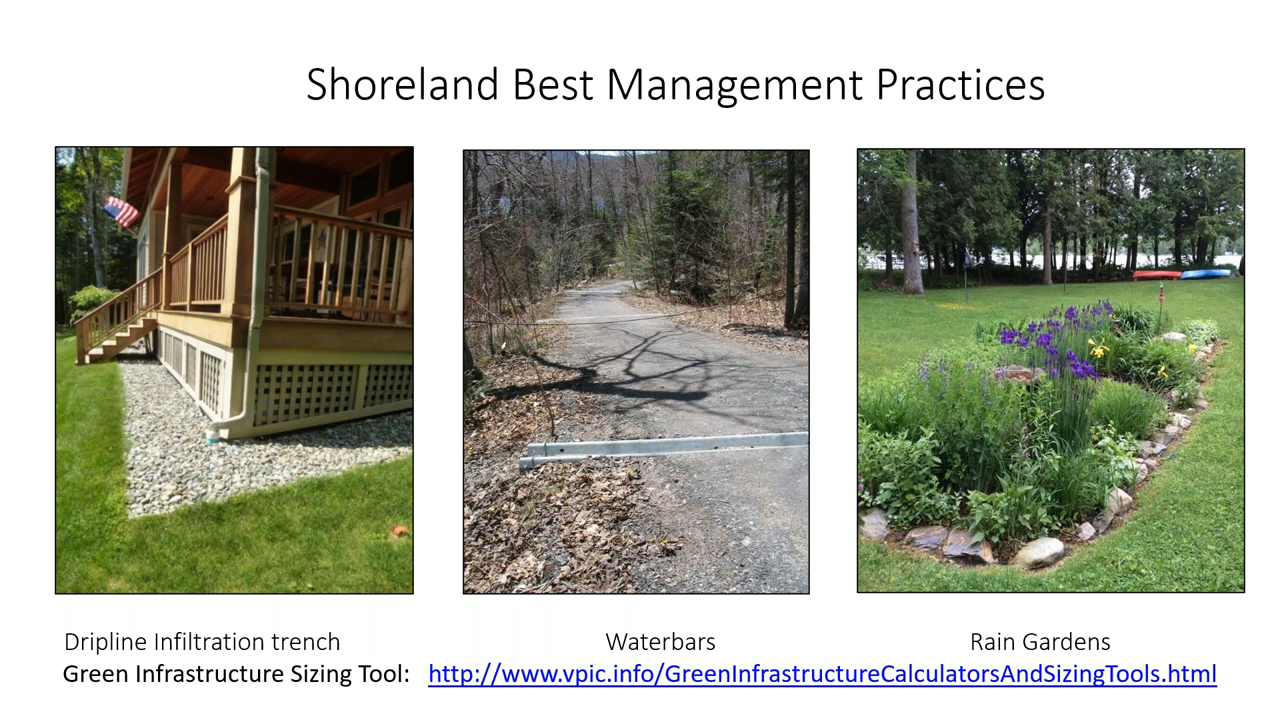 Shoreland Best Management Practices
Dripline Infiltration trench
Waterbars
Rain Gardens
Green Infrastructure Sizing Tool: http://www.vpic.info/GreenInfrastructureCalculatorsAndSizingTools.html